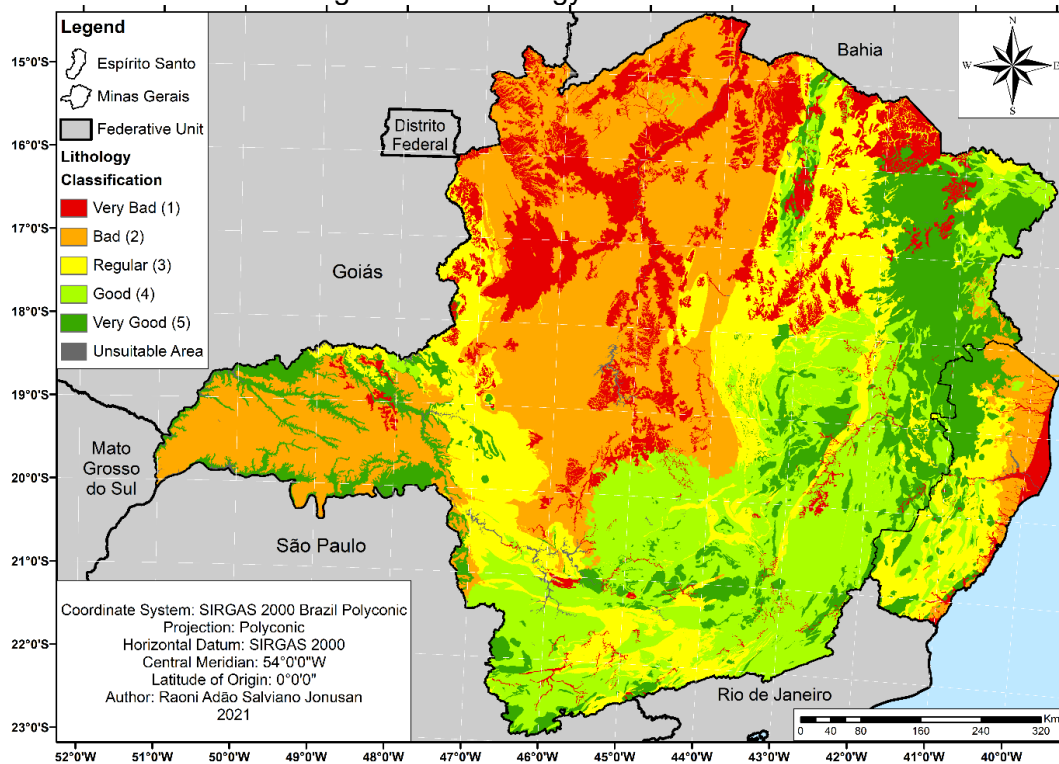 Legend
Espírito Santo
Minas Gerais
Federative Unit
Lithology
Classification
Very Bad (1)
Bad (2)
Regular (3)
Good (4)
Very Good (5)
Unsuitable Area
15°0'S
16°0'S
17°0'S
18°0'S
19°0'S
20°0'S
21°0'S
22°0'S
23°0'S
Bahia
N
W
E
S
Distrito
Federal
Goiás
Mato
Grosso
do Sul
São Paulo
Rio de Janeiro
Coordinate System: SIRGAS 2000 Brazil Polyconic
Projection: Polyconic
Horizontal Datum: SIRGAS 2000
Central Meridian: 54°0'0"W
Latitude of Origin: 0°0'0"
Author: Raoni Adão Salviano Jonusan
2021
Km
0 40 80 160 240 320
52°0'W 51°0'W 50°0'W 49°0'W 48°0'W 47°0'W 46°0'W 45°0'W 44°0'W 43°0'W 42°0'W 41°0'W 40°0'W